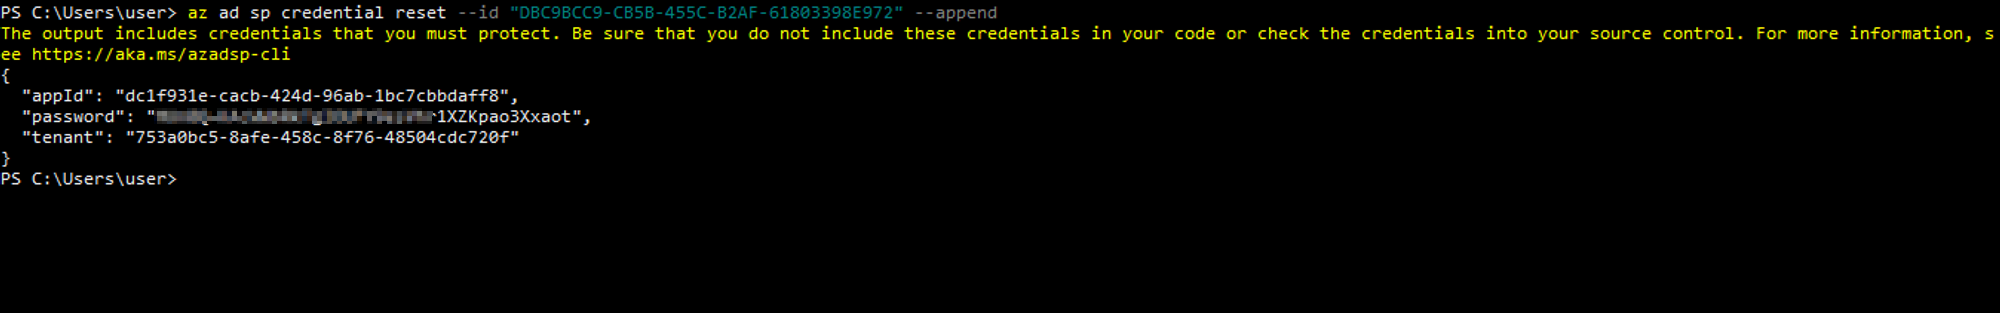 PS C:\Users\user> az ad sp credential reset --id "DBC9BCC9-CB5B-455C-B2AF-61803398E972" --append
The output includes credentials that you must protect. Be sure that you do not include these credentials in your code or check the credentials into your source control. For more information, s
ee https://aka.ms/azadsp-cli
{
  "appId": "dc1f931e-cacb-424d-96ab-1bc7cbbdaff8",
  "password": "r1XZKpao3Xxaot",
  "tenant": "753a0bc5-8afe-458c-8f76-48504cdc720f"
}
PS C:\Users\user>